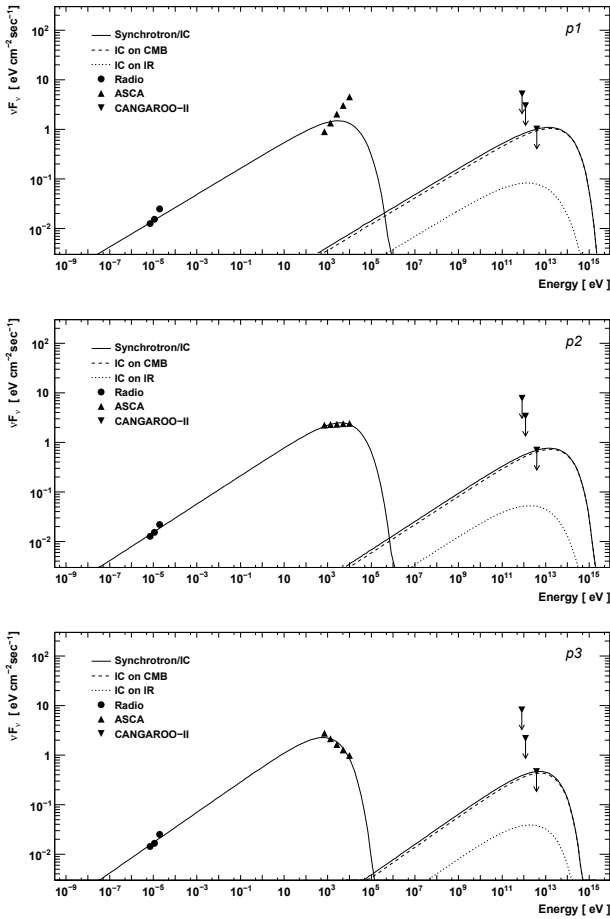 p1
νFν [ eV cm⁻²sec⁻¹]
10²
10
1
10⁻¹
10⁻²
Synchrotron/IC
IC on CMB
IC on IR
Radio
ASCA
CANGAROO−II
10⁻⁹ 10⁻⁷ 10⁻⁵ 10⁻³ 10⁻¹ 10 10³ 10⁵ 10⁷ 10⁹ 10¹¹ 10¹³ 10¹⁵
Energy [ eV ]
p2
νFν [ eV cm⁻²sec⁻¹]
10²
10
1
10⁻¹
10⁻²
Synchrotron/IC
IC on CMB
IC on IR
Radio
ASCA
CANGAROO−II
10⁻⁹ 10⁻⁷ 10⁻⁵ 10⁻³ 10⁻¹ 10 10³ 10⁵ 10⁷ 10⁹ 10¹¹ 10¹³ 10¹⁵
Energy [ eV ]
p3
νFν [ eV cm⁻²sec⁻¹]
10²
10
1
10⁻¹
10⁻²
Synchrotron/IC
IC on CMB
IC on IR
Radio
ASCA
CANGAROO−II
10⁻⁹ 10⁻⁷ 10⁻⁵ 10⁻³ 10⁻¹ 10 10³ 10⁵ 10⁷ 10⁹ 10¹¹ 10¹³ 10¹⁵
Energy [ eV ]